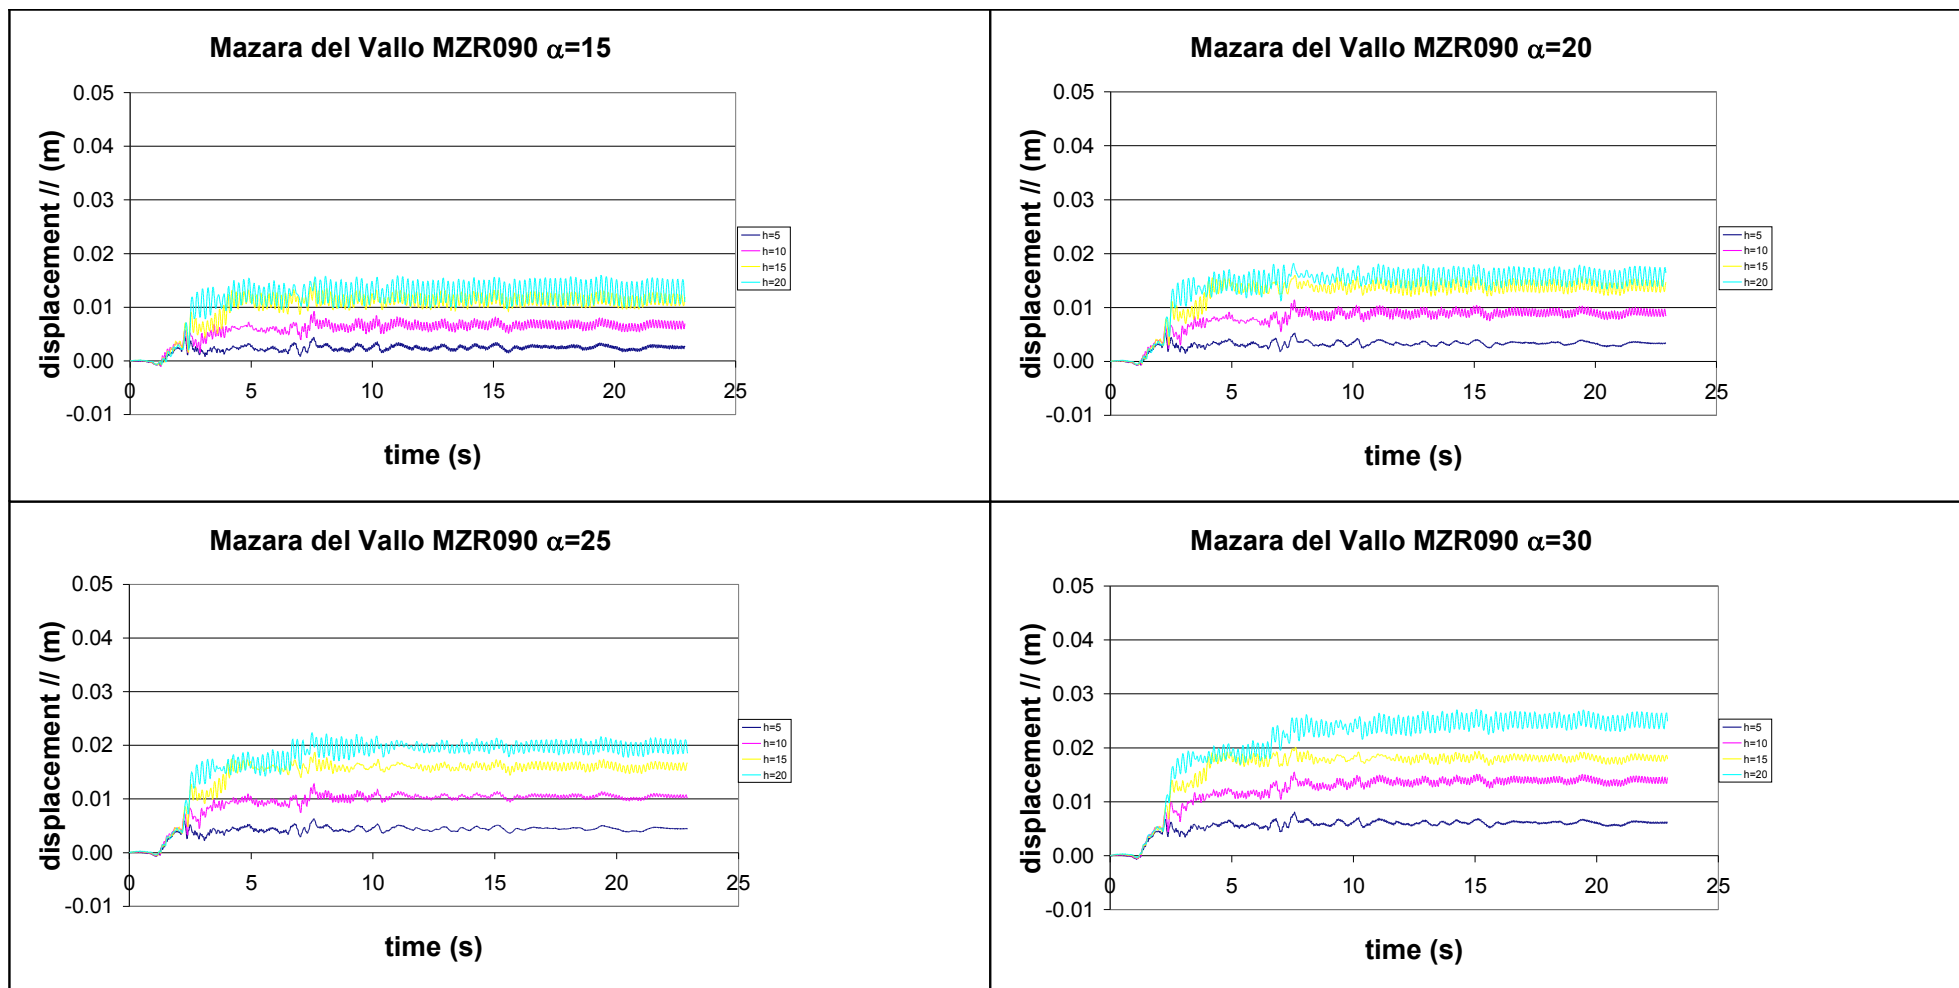 Mazara del Vallo MZR090 α=15
0.05
0.04
0.03
0.02
0.01
0.00
-0.01
0 5 10 15 20 25
displacement // (m)
time (s)
h=5
h=10
h=15
h=20
Mazara del Vallo MZR090 α=20
0.05
0.04
0.03
0.02
0.01
0.00
-0.01
0 5 10 15 20 25
displacement // (m)
time (s)
h=5
h=10
h=15
h=20
Mazara del Vallo MZR090 α=25
0.05
0.04
0.03
0.02
0.01
0.00
-0.01
0 5 10 15 20 25
displacement // (m)
time (s)
h=5
h=10
h=15
h=20
Mazara del Vallo MZR090 α=30
0.05
0.04
0.03
0.02
0.01
0.00
-0.01
0 5 10 15 20 25
displacement // (m)
time (s)
h=5
h=10
h=15
h=20